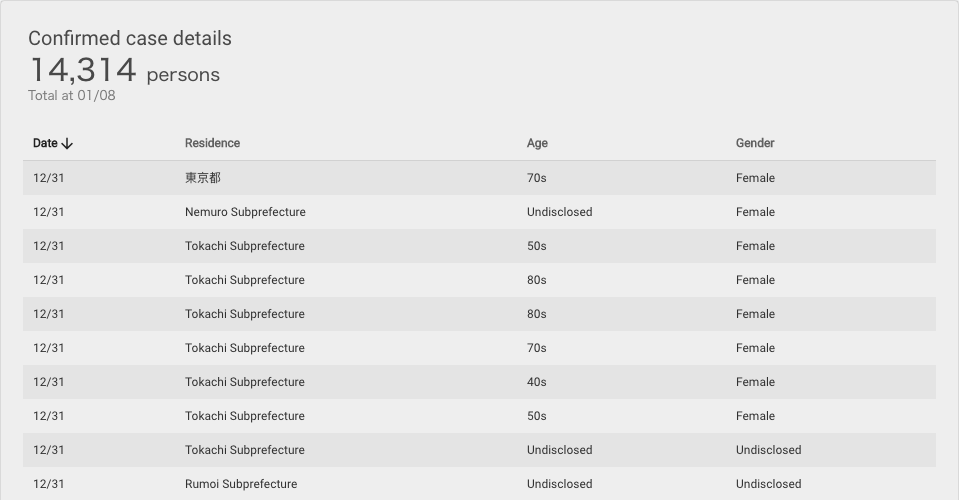 Confirmed case details
14,314 persons
Total at 01/08
Date Residence Age Gender
12/31 東京都 70s Female
12/31 Nemuro Subprefecture Undisclosed Female
12/31 Tokachi Subprefecture 50s Female
12/31 Tokachi Subprefecture 80s Female
12/31 Tokachi Subprefecture 80s Female
12/31 Tokachi Subprefecture 70s Female
12/31 Tokachi Subprefecture 40s Female
12/31 Tokachi Subprefecture 50s Female
12/31 Tokachi Subprefecture Undisclosed Undisclosed
12/31 Rumoi Subprefecture Undisclosed Undisclosed